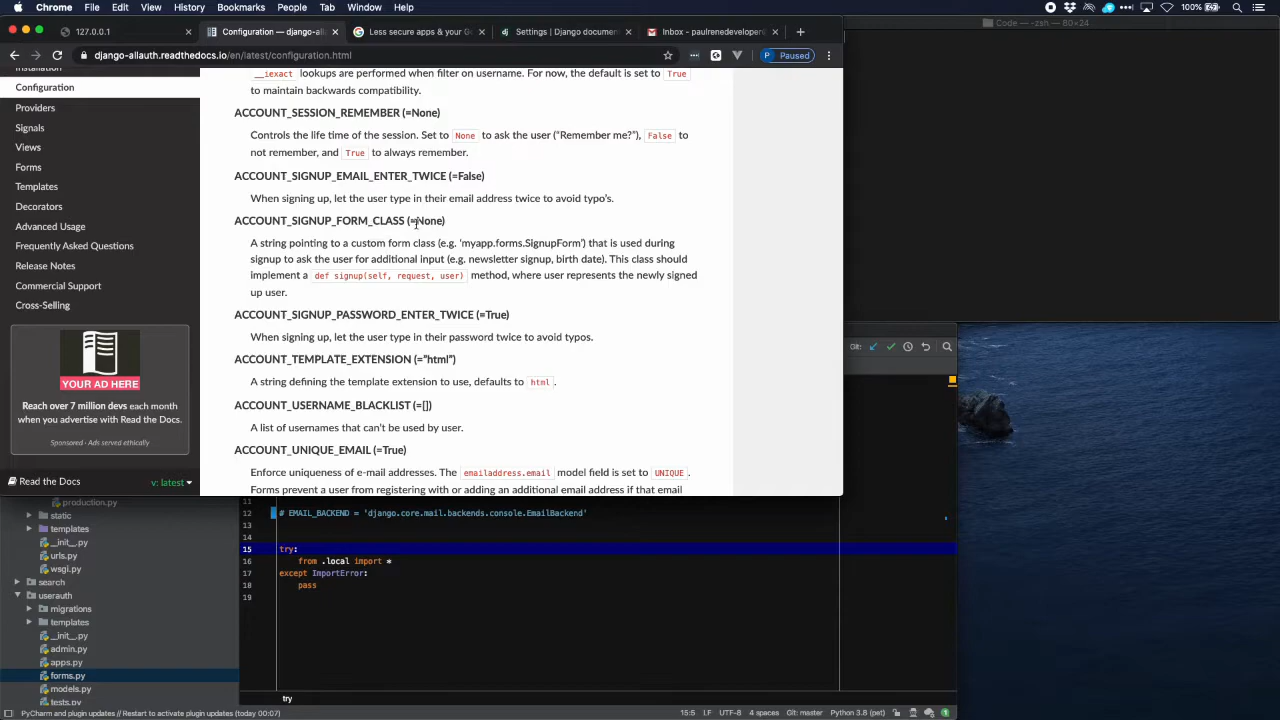 Chrome File Edit View History Bookmarks People Tab Window Help 100%
Code — -zsh — 80×24
127.0.0.1 Configuration — django-allauth Less secure apps & your Go Settings | Django documen Inbox - paulrenedeveloper@
django-allauth.readthedocs.io/en/latest/configuration.html Paused
Installation
Configuration
Providers
Signals
Views
Forms
Templates
Decorators
Advanced Usage
Frequently Asked Questions
Release Notes
Commercial Support
Cross-Selling
YOUR AD HERE
Reach over 7 million devs each month
when you advertise with Read the Docs.
Sponsored · Ads served ethically
Read the Docs v: latest
__iexact lookups are performed when filter on username. For now, the default is set to True
to maintain backwards compatibility.
ACCOUNT_SESSION_REMEMBER (=None)
Controls the life time of the session. Set to None to ask the user (“Remember me?”), False to
not remember, and True to always remember.
ACCOUNT_SIGNUP_EMAIL_ENTER_TWICE (=False)
When signing up, let the user type in their email address twice to avoid typo’s.
ACCOUNT_SIGNUP_FORM_CLASS (=None)
A string pointing to a custom form class (e.g. ‘myapp.forms.SignupForm’) that is used during
signup to ask the user for additional input (e.g. newsletter signup, birth date). This class should
implement a def signup(self, request, user) method, where user represents the newly signed
up user.
ACCOUNT_SIGNUP_PASSWORD_ENTER_TWICE (=True)
When signing up, let the user type in their password twice to avoid typos.
ACCOUNT_TEMPLATE_EXTENSION (=”html”)
A string defining the template extension to use, defaults to html.
ACCOUNT_USERNAME_BLACKLIST (=[])
A list of usernames that can’t be used by user.
ACCOUNT_UNIQUE_EMAIL (=True)
Enforce uniqueness of e-mail addresses. The emailaddress.email model field is set to UNIQUE.
Forms prevent a user from registering with or adding an additional email address if that email
Git:
production.py
static
templates
__init__.py
urls.py
wsgi.py
search
userauth
migrations
templates
__init__.py
admin.py
apps.py
forms.py
models.py
tests.py
11
12 # EMAIL_BACKEND = 'django.core.mail.backends.console.EmailBackend'
13
14
15 try:
16 from .local import *
17 except ImportError:
18 pass
19
try
PyCharm and plugin updates // Restart to activate plugin updates (today 00:07) 15:5 LF UTF-8 4 spaces Git: master Python 3.8 (pet)